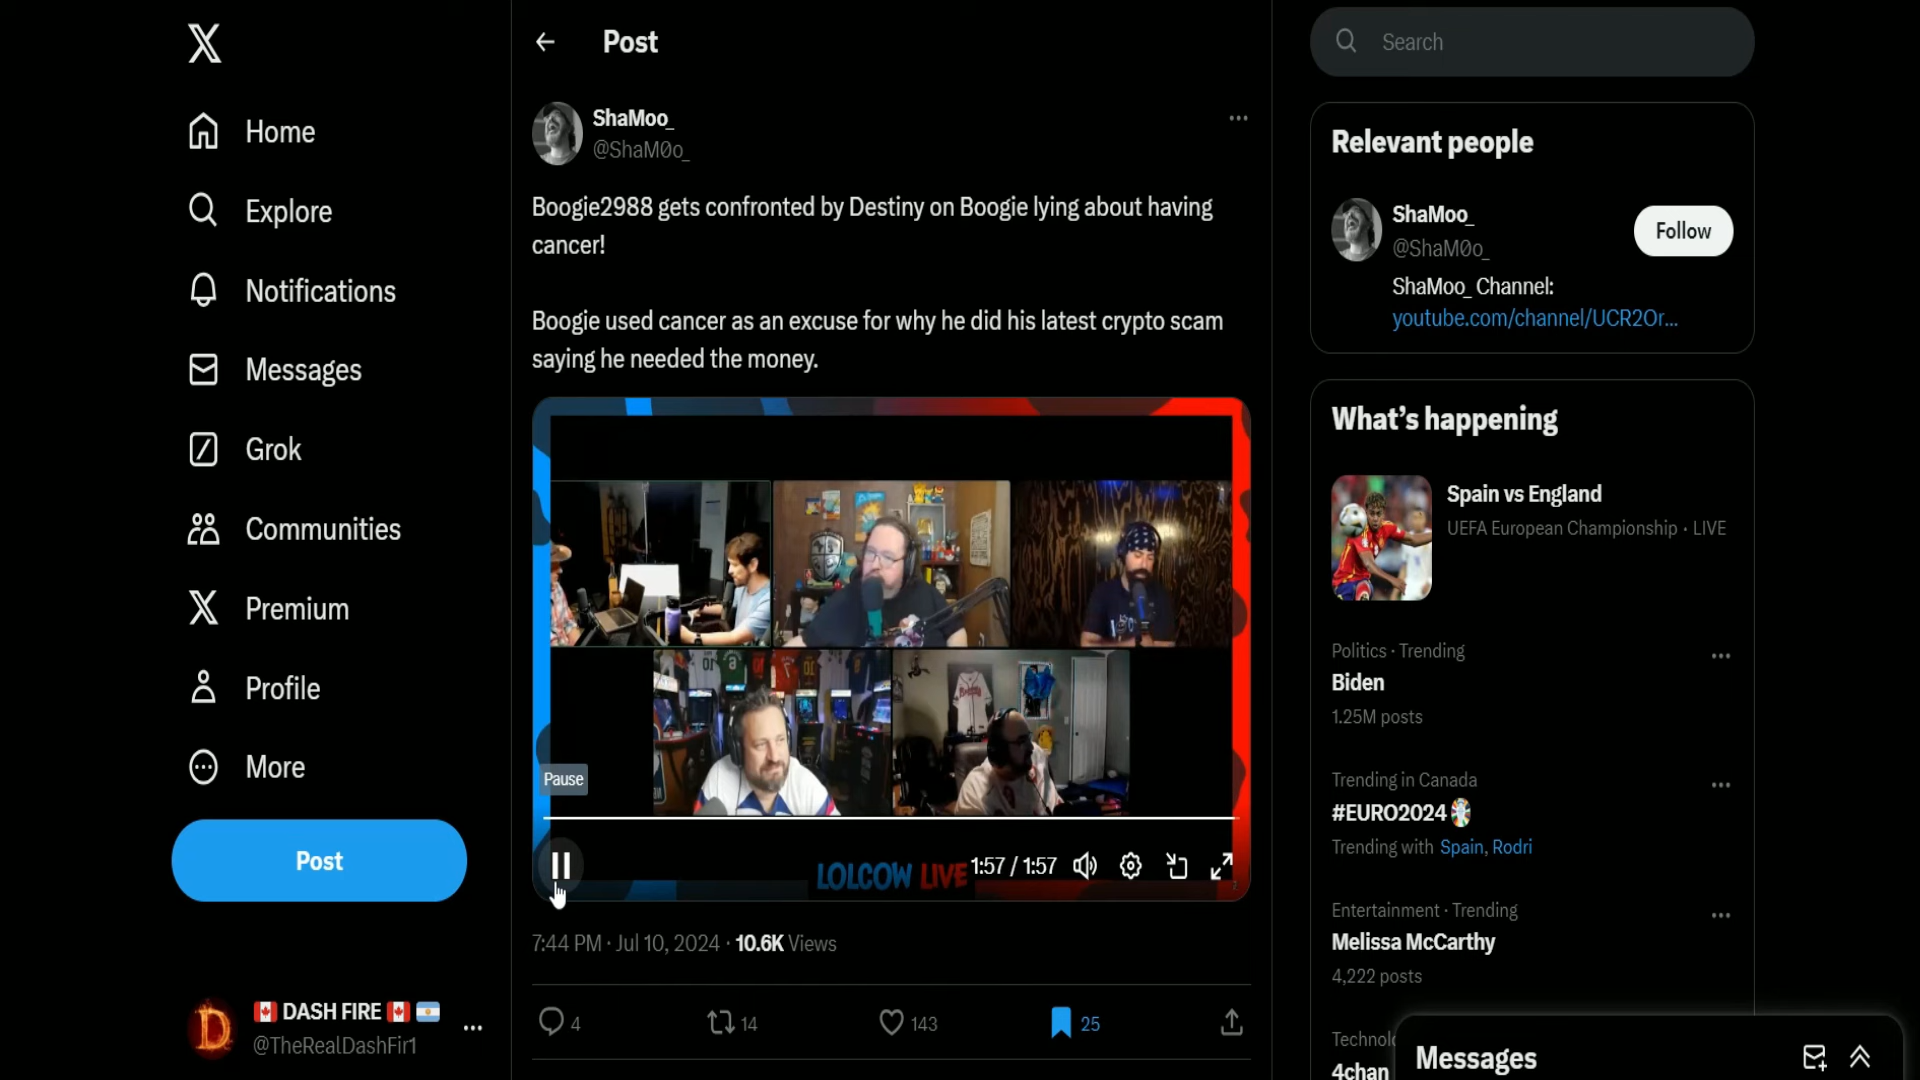 Home
Explore
Notifications
Messages
Grok
Communities
Premium
Profile
More
Post
DASH FIRE
@TheRealDashFir1
Post
ShaMoo_
@ShaM0o_
Boogie2988 gets confronted by Destiny on Boogie lying about having
cancer!
Boogie used cancer as an excuse for why he did his latest crypto scam
saying he needed the money.
Pause
LOLCOW LIVE
1:57 / 1:57
7:44 PM · Jul 10, 2024 · 10.6K Views
4
14
143
25
Search
Relevant people
ShaMoo_
@ShaM0o_
Follow
ShaMoo_ Channel:
youtube.com/channel/UCR2Or...
What's happening
Spain vs England
UEFA European Championship · LIVE
Politics · Trending
Biden
1.25M posts
Trending in Canada
#EURO2024
Trending with Spain, Rodri
Entertainment · Trending
Melissa McCarthy
4,222 posts
Technolo
4chan
Messages